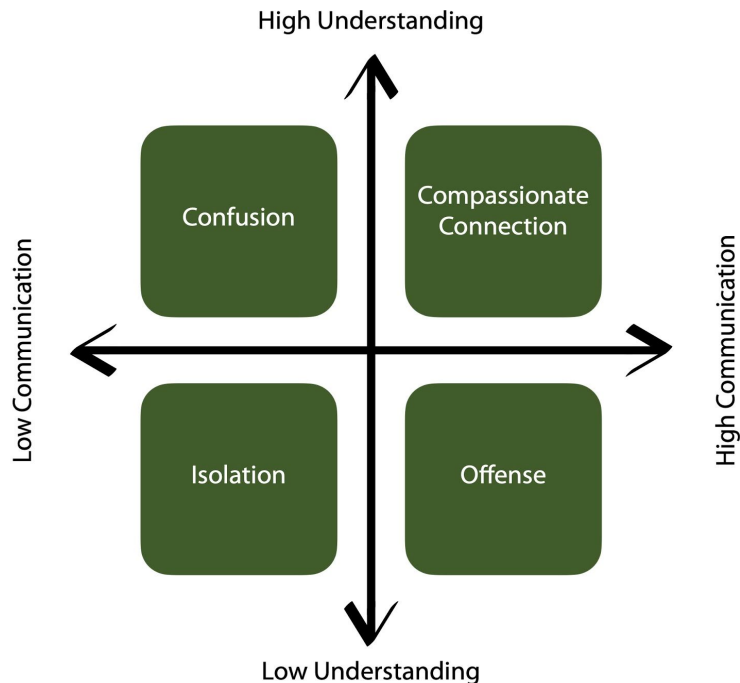 High Understanding
Confusion
Compassionate
Connection
Low Communication
High Communication
Isolation
Offense
Low Understanding